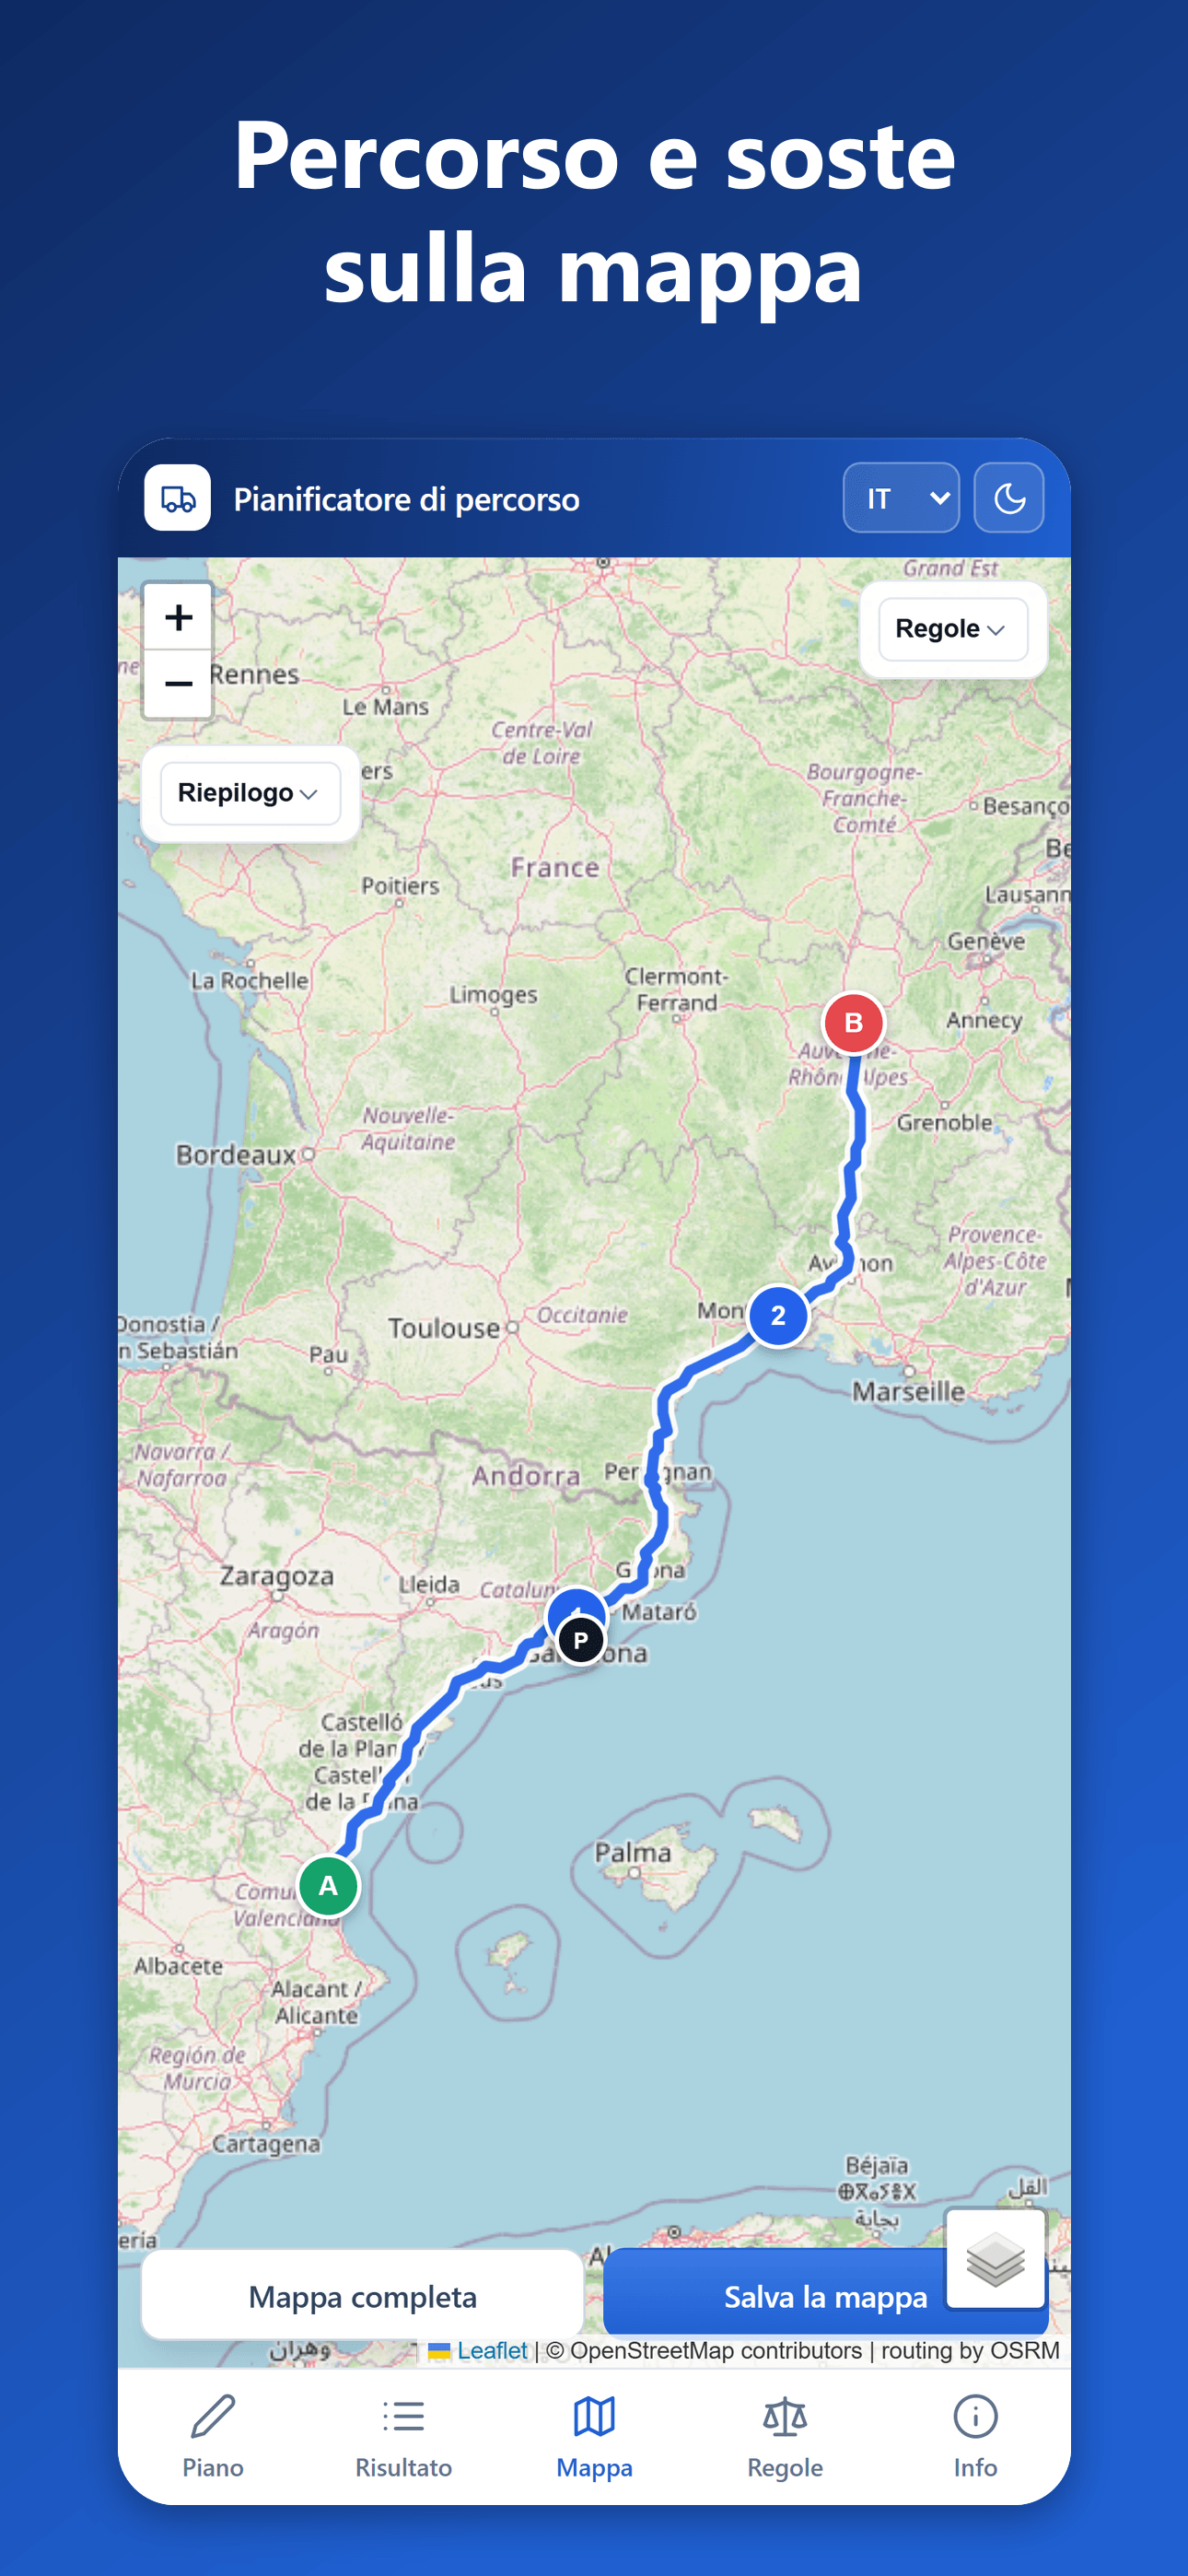 Percorso e soste
sulla mappa
Pianificatore di percorso
IT
Grand Est
+
Regole
−
Rennes
Le Mans
Centre-Val
de Loire
Riepilogo
Bourgogne-
Franche-
Comté
France
Poitiers
Genève
La Rochelle
Limoges
Clermont-
Ferrand
Annecy
B
Grenoble
Nouvelle-
Aquitaine
Bordeaux
Provence-
Alpes-Côte
d'Azur
2
Toulouse
Occitanie
Donostia /
Pau
Marseille
Navarra /
Nafarroa
Andorra
Zaragoza
Lleida
Mataró
Aragón
P
Castelló
de la
A
Palma
Albacete
Alacant /
Alicante
Región de
Murcia
Cartagena
Béjaïa
ⴱⴳⴰⵢⴻⵜ
بجاية
القل
Mappa completa
Salva la mappa
وهران
Leaflet | © OpenStreetMap contributors | routing by OSRM
Piano
Risultato
Mappa
Regole
Info